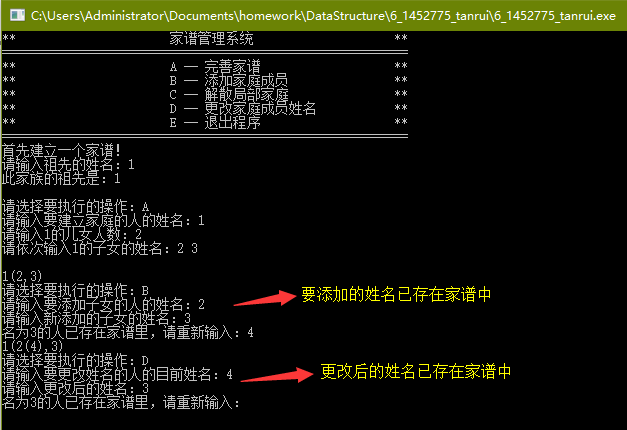 C:\Users\Administrator\Documents\homework\DataStructure\6_1452775_tanrui\6_1452775_tanrui.exe
** 家谱管理系统 **
** A — 完善家谱 **
** B — 添加家庭成员 **
** C — 解散局部家庭 **
** D — 更改家庭成员姓名 **
** E — 退出程序 **
首先建立一个家谱!
请输入祖先的姓名: 1
此家族的祖先是: 1
请选择要执行的操作: A
请输入要建立家庭的人的姓名: 1
请输入1的儿女人数: 2
请依次输入1的子女的姓名: 2 3
1(2,3)
请选择要执行的操作: B
请输入要添加子女的人的姓名: 2
请输入新添加的子女的姓名: 3
要添加的姓名已存在家谱中
名为3的人已存在家谱里, 请重新输入: 4
1(2(4),3)
请选择要执行的操作: D
请输入要更改姓名的人的目前姓名: 4
更改后的姓名已存在家谱中
请输入更改后的姓名: 3
名为3的人已存在家谱里, 请重新输入: